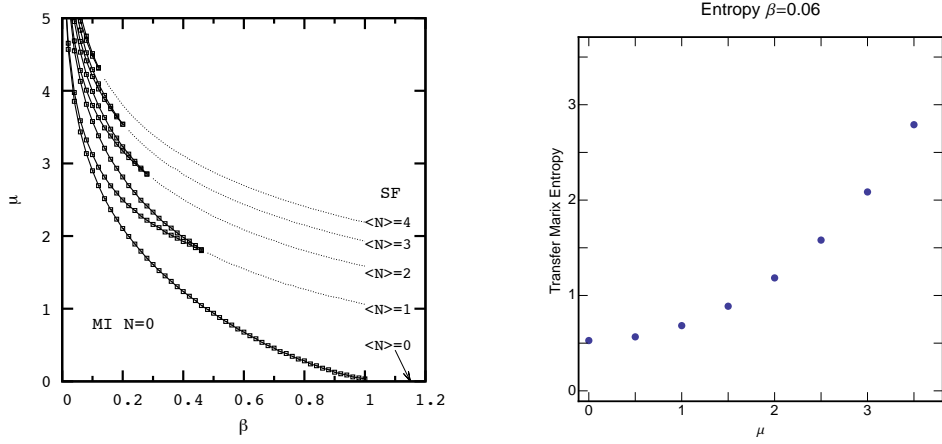 5
4
3
2
1
0
μ
SF
<N>=4
<N>=3
<N>=2
<N>=1
<N>=0
MI N=0
0 0.2 0.4 0.6 0.8 1 1.2
β
Entropy β=0.06
3
2
1
0
Transfer Marix Entropy
0 1 2 3
μ